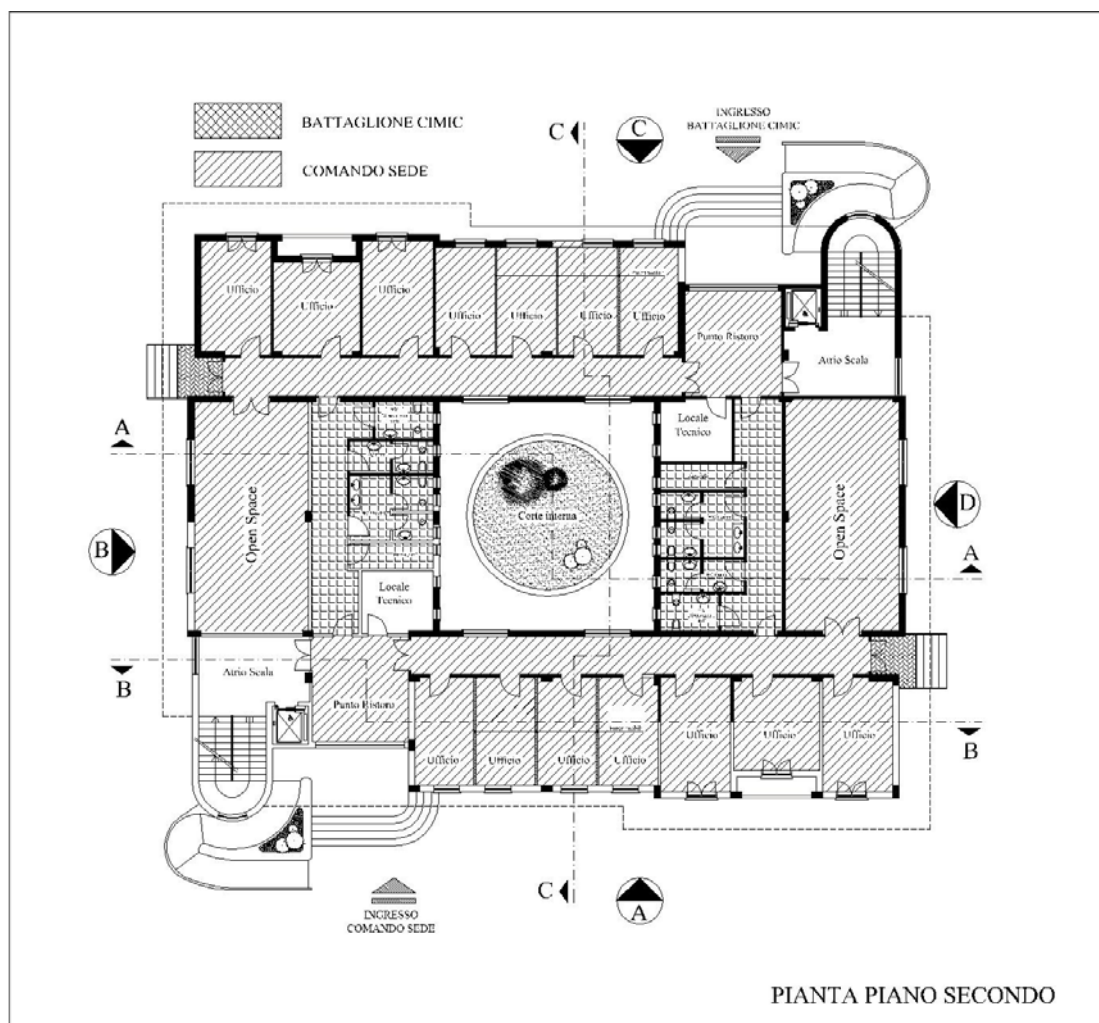 INGRESSO
BATTAGLIONE CIMIC
BATTAGLIONE CIMIC
COMANDO SEDE
C
C
Ufficio
Ufficio
Ufficio
Ufficio
Ufficio
Ufficio
Ufficio
Punto Ristoro
Atrio Scala
A
Locale
Tecnico
Open Space
Corte interna
Open Space
B
D
A
Locale
Tecnico
B
Atrio Scala
Punto Ristoro
Ufficio
Ufficio
Ufficio
B
Ufficio
Ufficio
Ufficio
Ufficio
C
A
INGRESSO
COMANDO SEDE
PIANTA PIANO SECONDO